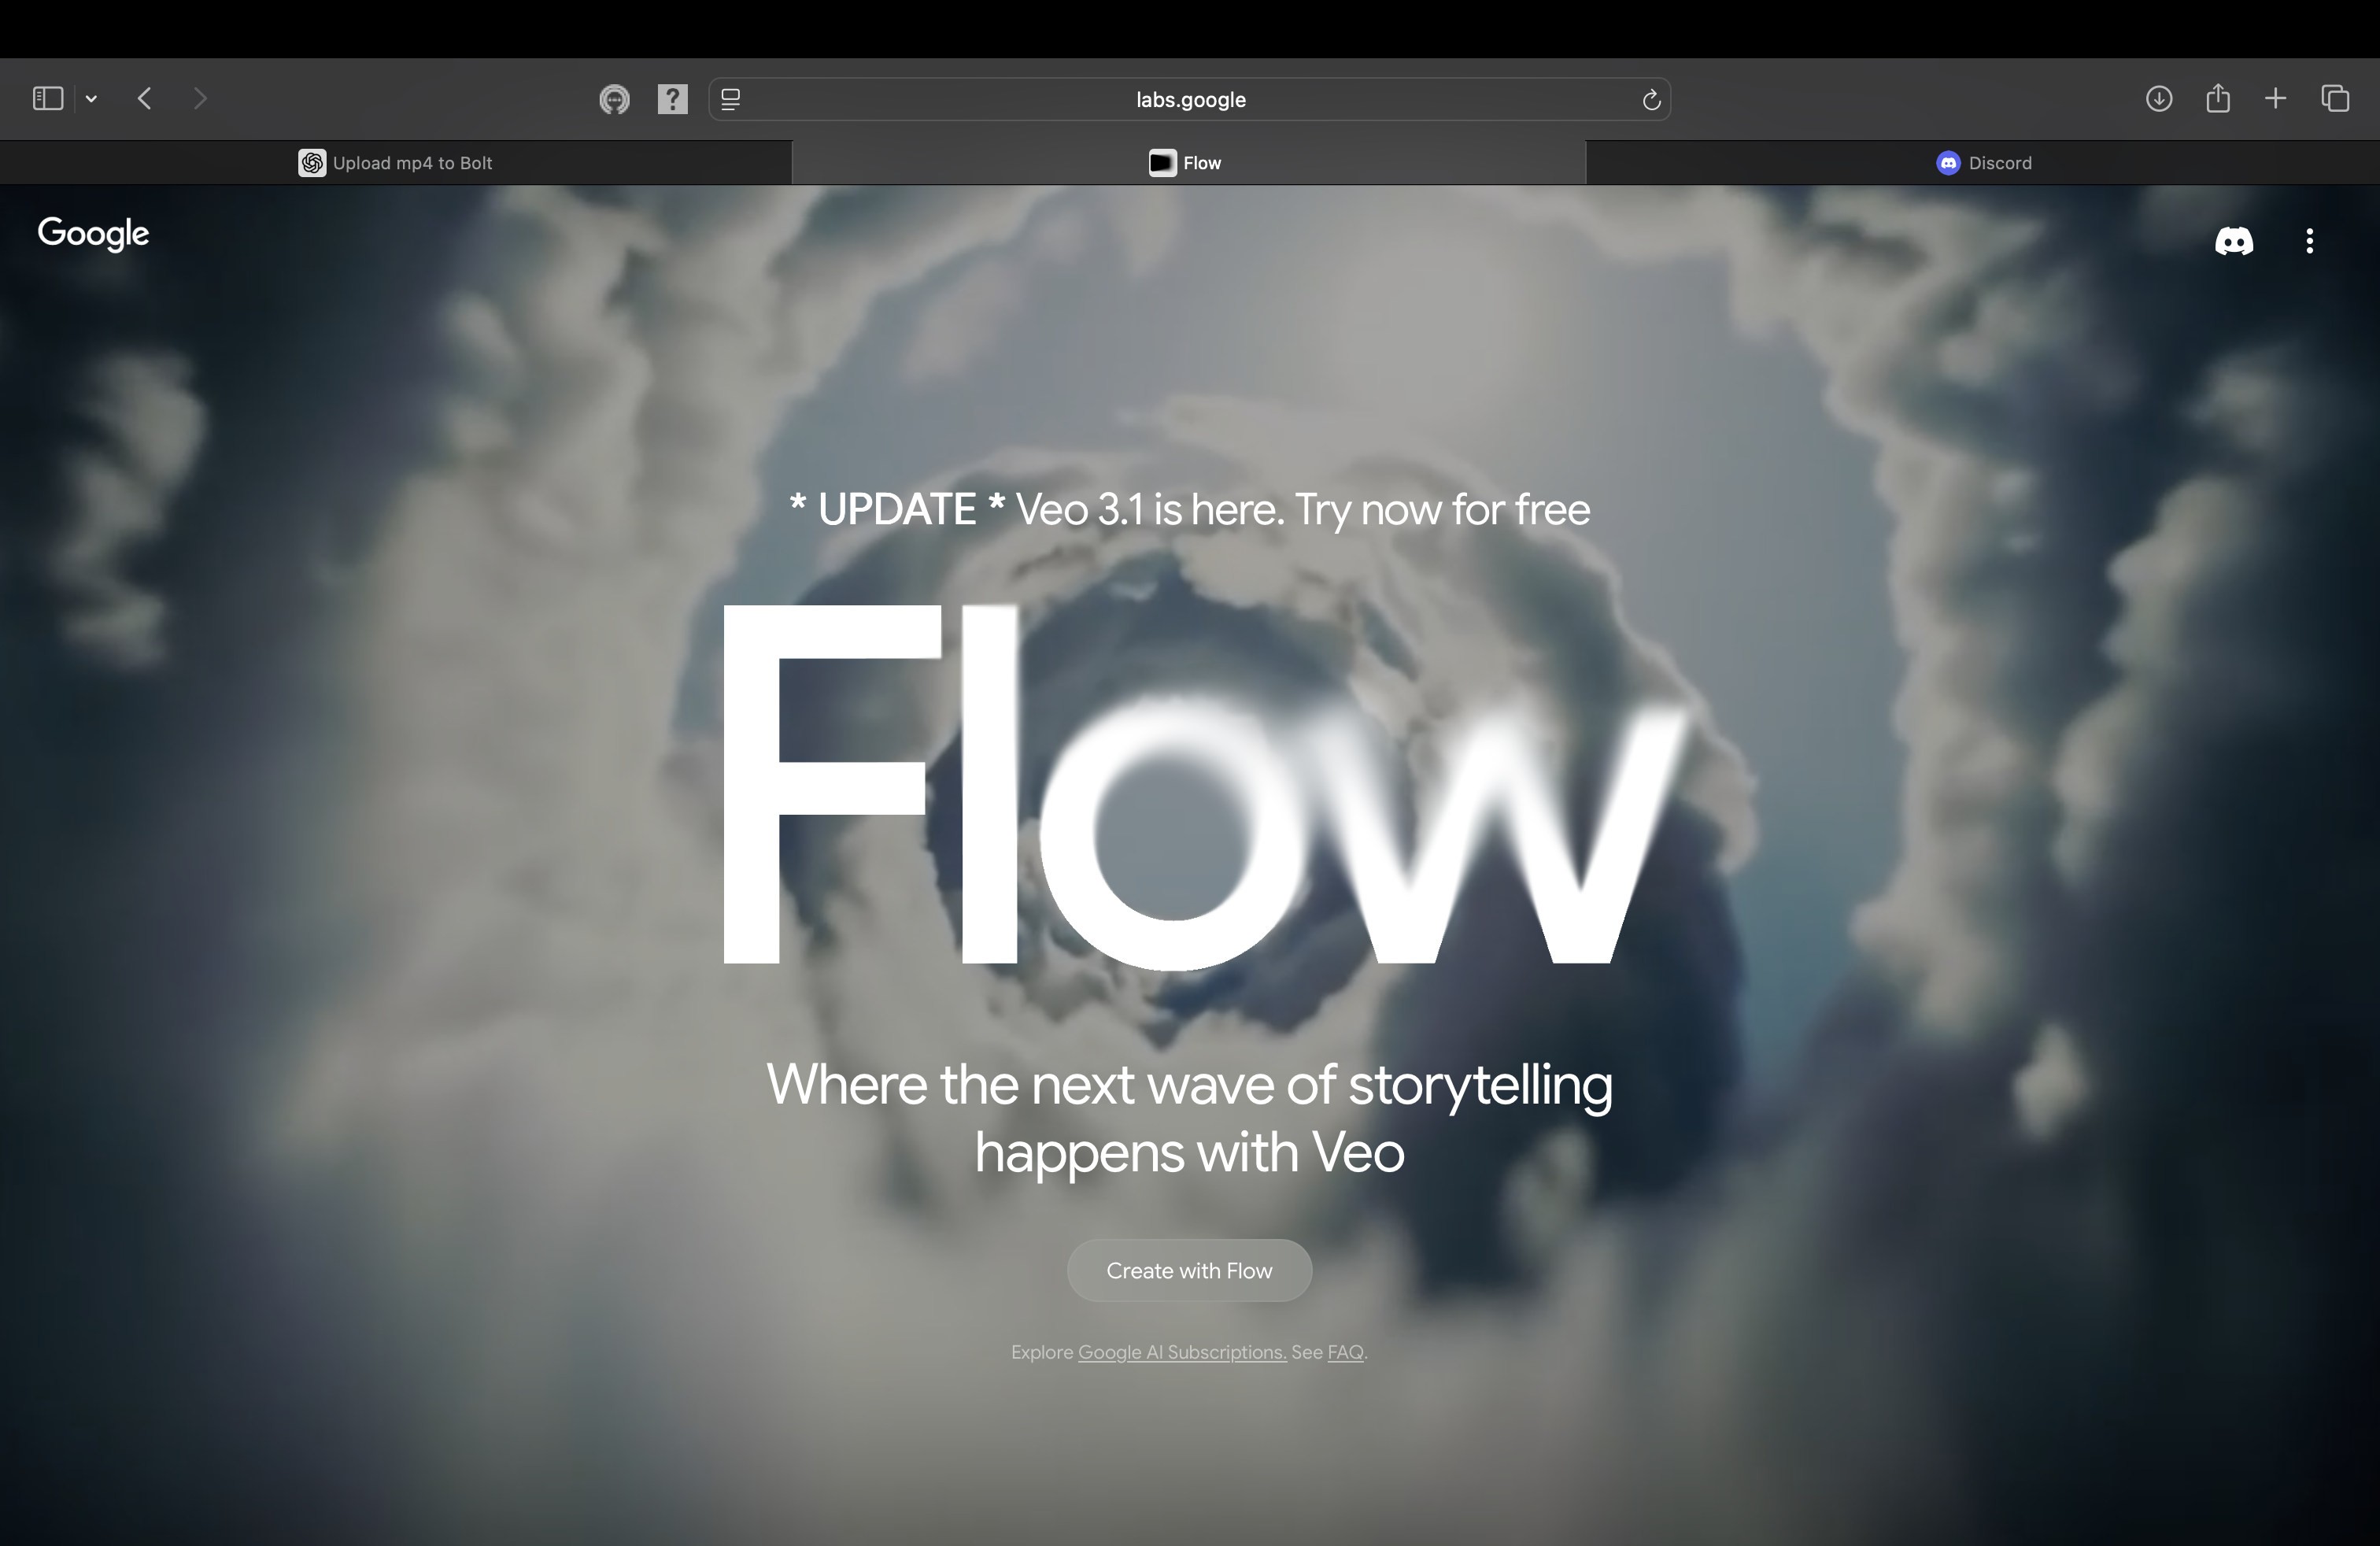 labs.google
Upload mp4 to Bolt
Flow
Discord
Google
* UPDATE * Veo 3.1 is here. Try now for free
Flow
Where the next wave of storytelling
happens with Veo
Create with Flow
Explore Google AI Subscriptions. See FAQ.